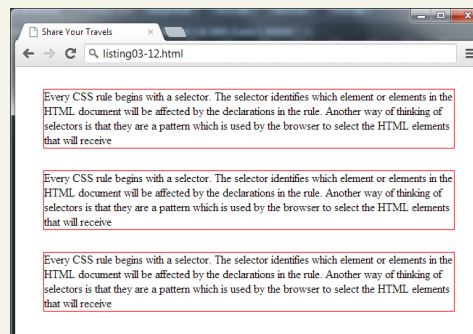 Share Your Travels
listing03-12.html
Every CSS rule begins with a selector. The selector identifies which element or elements in the
HTML document will be affected by the declarations in the rule. Another way of thinking of
selectors is that they are a pattern which is used by the browser to select the HTML elements
that will receive
Every CSS rule begins with a selector. The selector identifies which element or elements in the
HTML document will be affected by the declarations in the rule. Another way of thinking of
selectors is that they are a pattern which is used by the browser to select the HTML elements
that will receive
Every CSS rule begins with a selector. The selector identifies which element or elements in the
HTML document will be affected by the declarations in the rule. Another way of thinking of
selectors is that they are a pattern which is used by the browser to select the HTML elements
that will receive